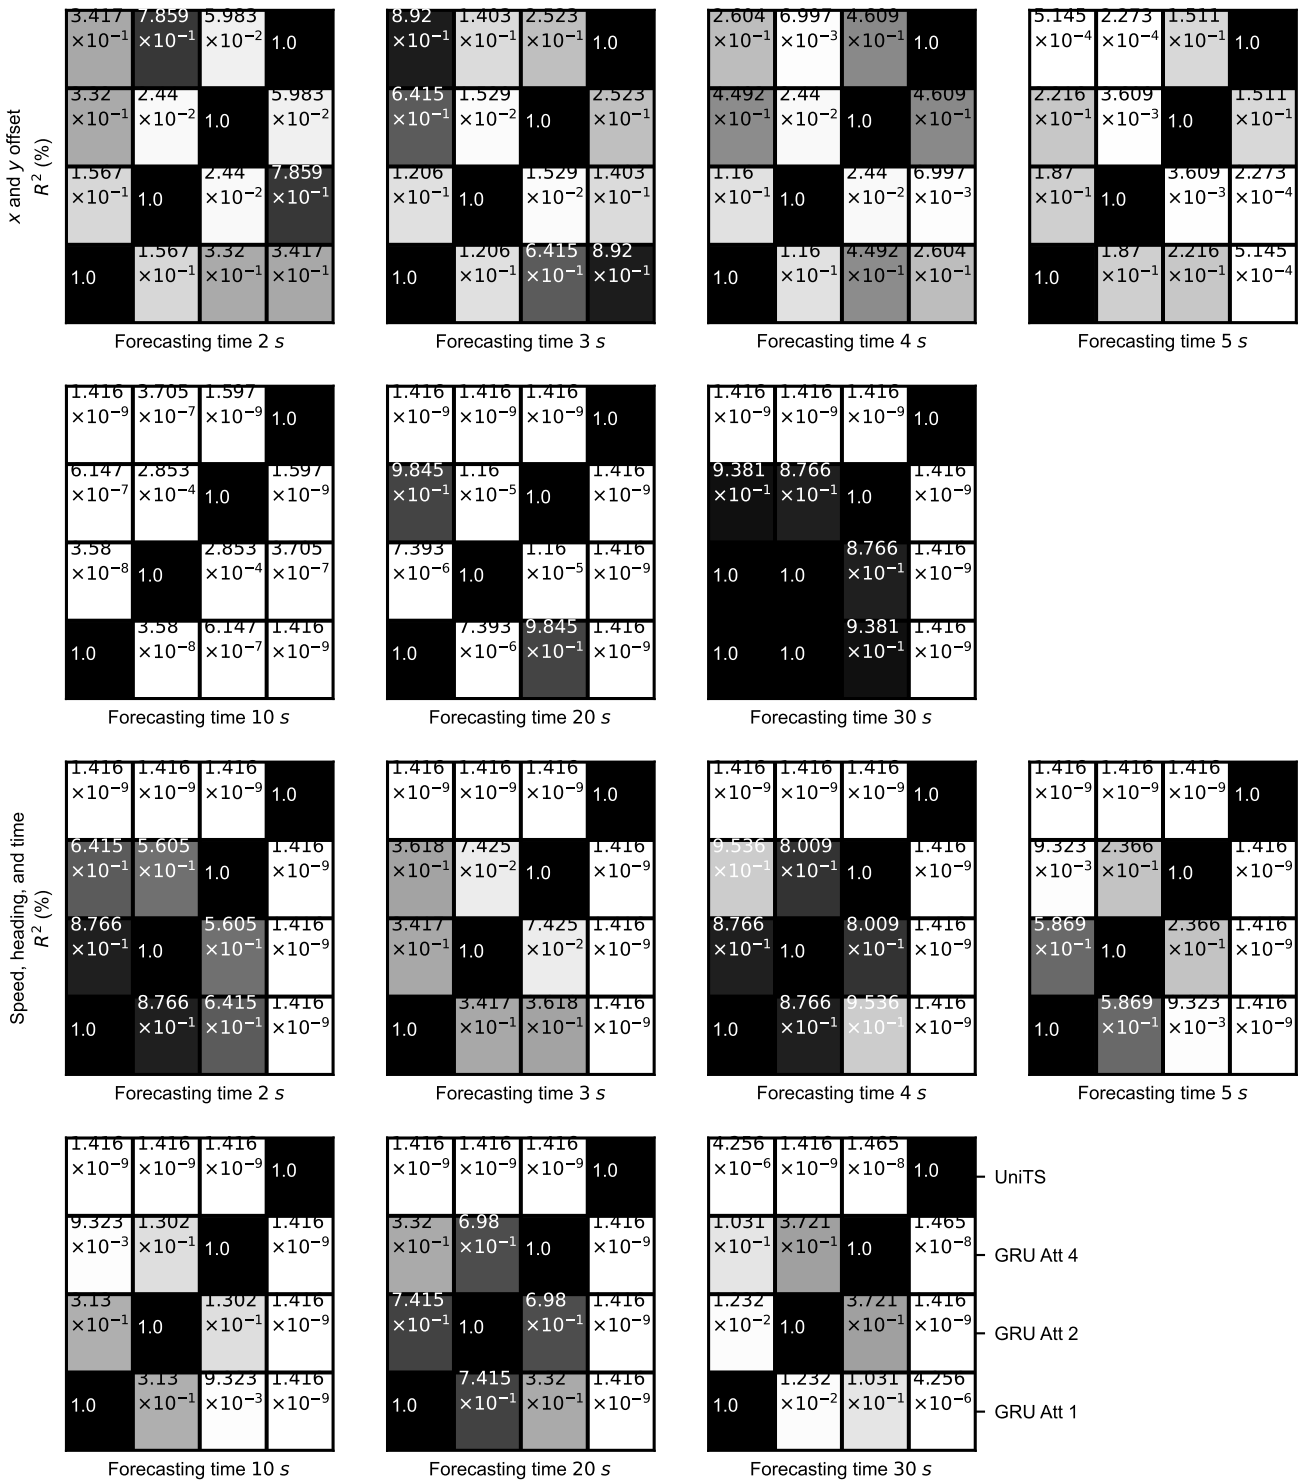 x and y offset
R² (%)
3.417 7.859 5.983
×10⁻¹ ×10⁻¹ ×10⁻² 1.0
3.32 2.44 5.983
×10⁻¹ ×10⁻² 1.0 ×10⁻²
1.567 2.44 7.859
×10⁻¹ 1.0 ×10⁻² ×10⁻¹
1.567 3.32 3.417
1.0 ×10⁻¹ ×10⁻¹ ×10⁻¹
Forecasting time 2 s
8.92 1.403 2.523
×10⁻¹ ×10⁻¹ ×10⁻¹ 1.0
6.415 1.529 2.523
×10⁻¹ ×10⁻² 1.0 ×10⁻¹
1.206 1.529 1.403
×10⁻¹ 1.0 ×10⁻² ×10⁻¹
1.206 6.415 8.92
1.0 ×10⁻¹ ×10⁻¹ ×10⁻¹
Forecasting time 3 s
2.604 6.997 4.609
×10⁻¹ ×10⁻³ ×10⁻¹ 1.0
4.492 2.44 4.609
×10⁻¹ ×10⁻² 1.0 ×10⁻¹
1.16 2.44 6.997
×10⁻¹ 1.0 ×10⁻² ×10⁻³
1.16 4.492 2.604
1.0 ×10⁻¹ ×10⁻¹ ×10⁻¹
Forecasting time 4 s
5.145 2.273 1.511
×10⁻⁴ ×10⁻⁴ ×10⁻¹ 1.0
2.216 3.609 1.511
×10⁻¹ ×10⁻³ 1.0 ×10⁻¹
1.87 3.609 2.273
×10⁻¹ 1.0 ×10⁻³ ×10⁻⁴
1.87 2.216 5.145
1.0 ×10⁻¹ ×10⁻¹ ×10⁻⁴
Forecasting time 5 s
1.416 3.705 1.597
×10⁻⁹ ×10⁻⁷ ×10⁻⁹ 1.0
6.147 2.853 1.597
×10⁻⁷ ×10⁻⁴ 1.0 ×10⁻⁹
3.58 2.853 3.705
×10⁻⁸ 1.0 ×10⁻⁴ ×10⁻⁷
3.58 6.147 1.416
1.0 ×10⁻⁸ ×10⁻⁷ ×10⁻⁹
Forecasting time 10 s
1.416 1.416 1.416
×10⁻⁹ ×10⁻⁹ ×10⁻⁹ 1.0
9.845 1.16 1.416
×10⁻¹ ×10⁻⁵ 1.0 ×10⁻⁹
7.393 1.16 1.416
×10⁻⁶ 1.0 ×10⁻⁵ ×10⁻⁹
7.393 9.845 1.416
1.0 ×10⁻⁶ ×10⁻¹ ×10⁻⁹
Forecasting time 20 s
1.416 1.416 1.416
×10⁻⁹ ×10⁻⁹ ×10⁻⁹ 1.0
9.381 8.766 1.416
×10⁻¹ ×10⁻¹ 1.0 ×10⁻⁹
8.766 1.416
1.0 1.0 ×10⁻¹ ×10⁻⁹
9.381 1.416
1.0 1.0 ×10⁻¹ ×10⁻⁹
Forecasting time 30 s
Speed, heading, and time
R² (%)
1.416 1.416 1.416
×10⁻⁹ ×10⁻⁹ ×10⁻⁹ 1.0
6.415 5.605 1.416
×10⁻¹ ×10⁻¹ 1.0 ×10⁻⁹
8.766 5.605 1.416
×10⁻¹ 1.0 ×10⁻¹ ×10⁻⁹
8.766 6.415 1.416
1.0 ×10⁻¹ ×10⁻¹ ×10⁻⁹
Forecasting time 2 s
1.416 1.416 1.416
×10⁻⁹ ×10⁻⁹ ×10⁻⁹ 1.0
3.618 7.425 1.416
×10⁻¹ ×10⁻² 1.0 ×10⁻⁹
3.417 7.425 1.416
×10⁻¹ 1.0 ×10⁻² ×10⁻⁹
3.417 3.618 1.416
1.0 ×10⁻¹ ×10⁻¹ ×10⁻⁹
Forecasting time 3 s
1.416 1.416 1.416
×10⁻⁹ ×10⁻⁹ ×10⁻⁹ 1.0
9.536 8.009 1.416
×10⁻¹ ×10⁻¹ 1.0 ×10⁻⁹
8.766 8.009 1.416
×10⁻¹ 1.0 ×10⁻¹ ×10⁻⁹
8.766 9.536 1.416
1.0 ×10⁻¹ ×10⁻¹ ×10⁻⁹
Forecasting time 4 s
1.416 1.416 1.416
×10⁻⁹ ×10⁻⁹ ×10⁻⁹ 1.0
9.323 2.366 1.416
×10⁻³ ×10⁻¹ 1.0 ×10⁻⁹
5.869 2.366 1.416
×10⁻¹ 1.0 ×10⁻¹ ×10⁻⁹
5.869 9.323 1.416
1.0 ×10⁻¹ ×10⁻³ ×10⁻⁹
Forecasting time 5 s
1.416 1.416 1.416
×10⁻⁹ ×10⁻⁹ ×10⁻⁹ 1.0
9.323 1.302 1.416
×10⁻³ ×10⁻¹ 1.0 ×10⁻⁹
3.13 1.302 1.416
×10⁻¹ 1.0 ×10⁻¹ ×10⁻⁹
3.13 9.323 1.416
1.0 ×10⁻¹ ×10⁻³ ×10⁻⁹
Forecasting time 10 s
1.416 1.416 1.416
×10⁻⁹ ×10⁻⁹ ×10⁻⁹ 1.0
3.32 6.98 1.416
×10⁻¹ ×10⁻¹ 1.0 ×10⁻⁹
7.415 6.98 1.416
×10⁻¹ 1.0 ×10⁻¹ ×10⁻⁹
7.415 3.32 1.416
1.0 ×10⁻¹ ×10⁻¹ ×10⁻⁹
Forecasting time 20 s
4.256 1.416 1.465
×10⁻⁶ ×10⁻⁹ ×10⁻⁸ 1.0
UniTS
1.031 3.721 1.465
×10⁻¹ ×10⁻¹ 1.0 ×10⁻⁸
GRU Att 4
1.232 3.721 1.416
×10⁻² 1.0 ×10⁻¹ ×10⁻⁹
GRU Att 2
1.232 1.031 4.256
1.0 ×10⁻² ×10⁻¹ ×10⁻⁶
GRU Att 1
Forecasting time 30 s